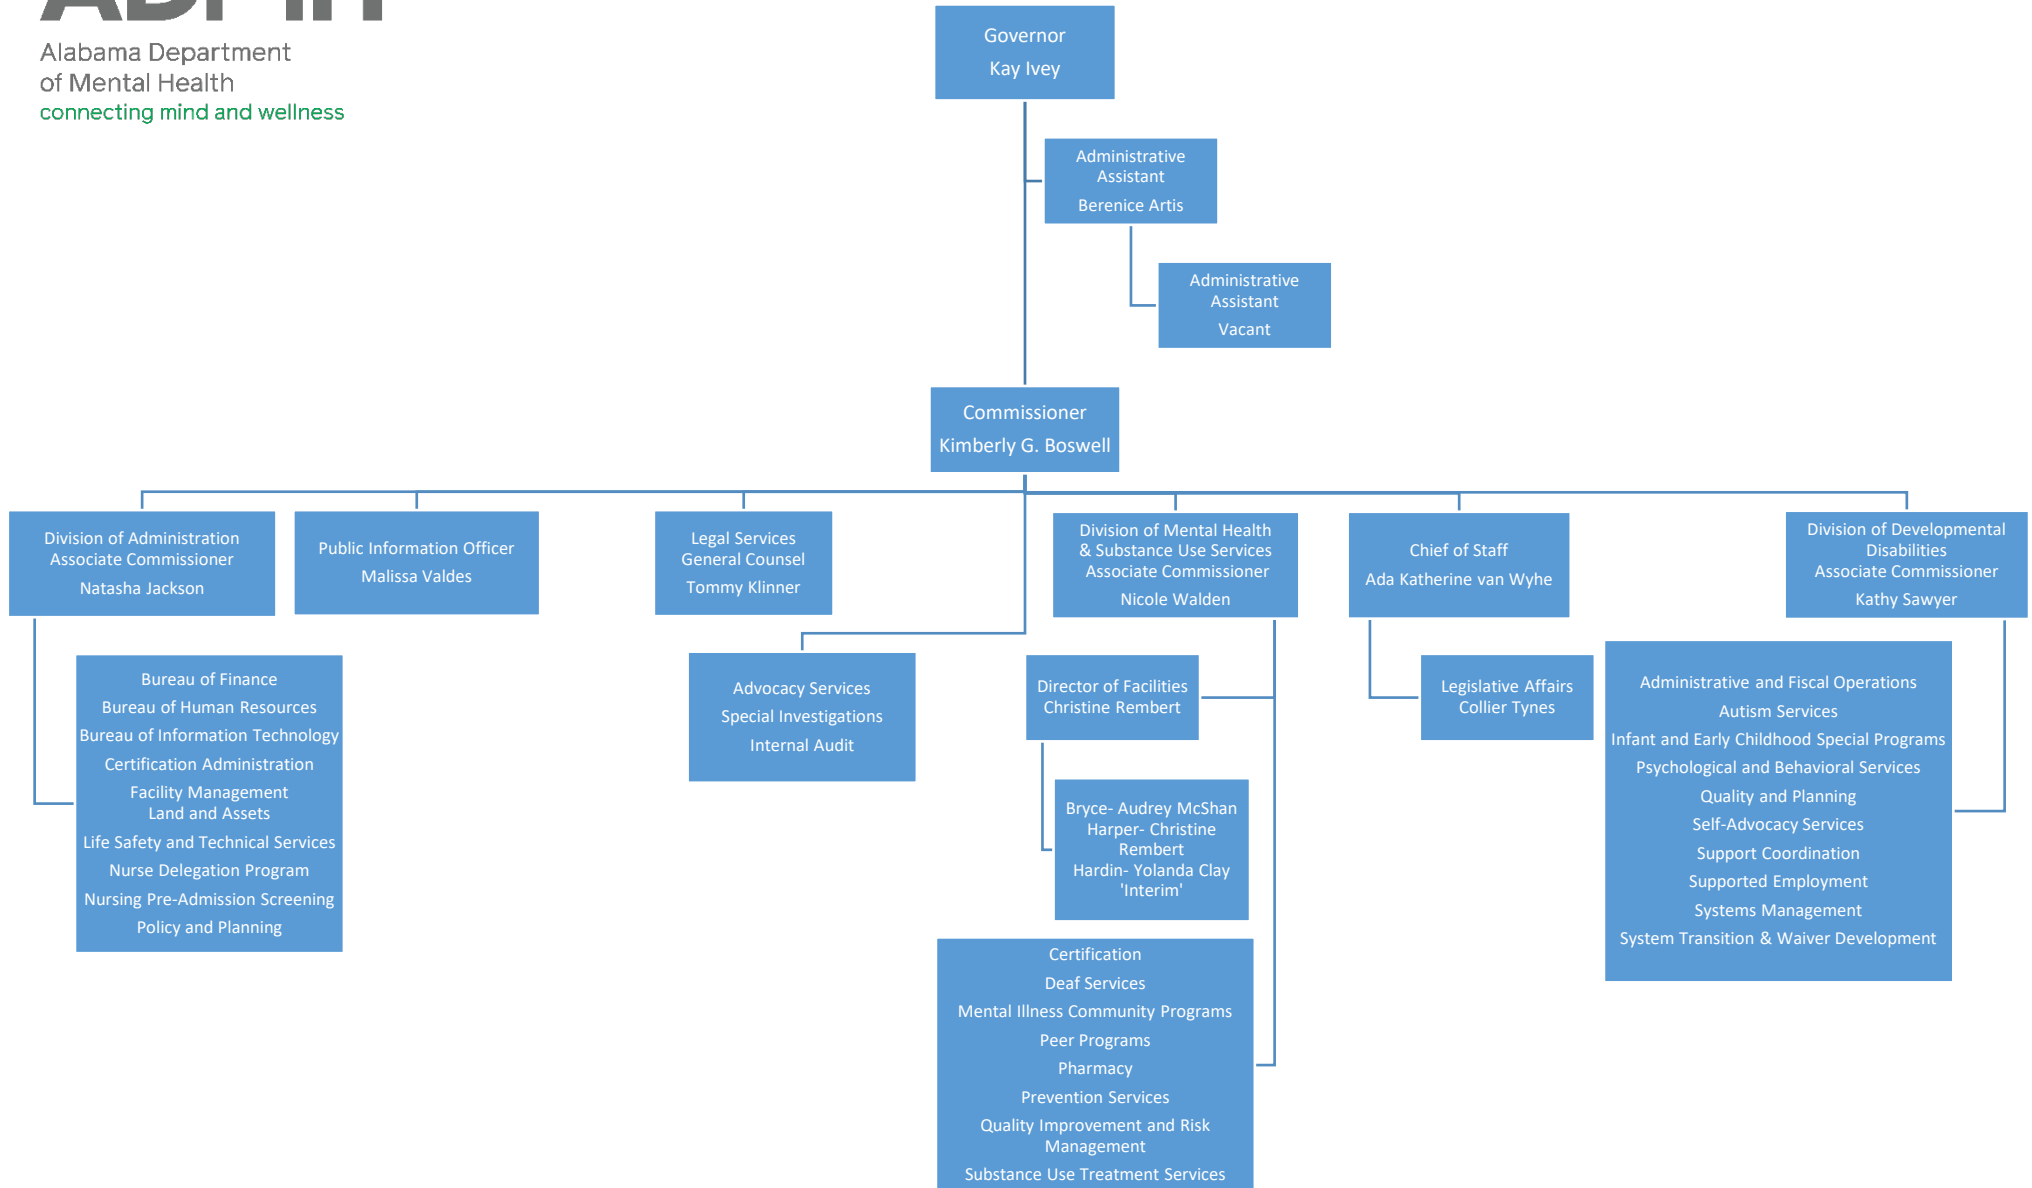 ADMH
Alabama Department
of Mental Health
connecting mind and wellness
Governor
Kay Ivey
Administrative
Assistant
Berenice Artis
Administrative
Assistant
Vacant
Commissioner
Kimberly G. Boswell
Division of Administration
Associate Commissioner
Natasha Jackson
Public Information Officer
Malissa Valdes
Legal Services
General Counsel
Tommy Klinner
Division of Mental Health
& Substance Use Services
Associate Commissioner
Nicole Walden
Chief of Staff
Ada Katherine van Wyhe
Division of Developmental
Disabilities
Associate Commissioner
Kathy Sawyer
Bureau of Finance
Bureau of Human Resources
Bureau of Information Technology
Certification Administration
Facility Management
Land and Assets
Life Safety and Technical Services
Nurse Delegation Program
Nursing Pre-Admission Screening
Policy and Planning
Advocacy Services
Special Investigations
Internal Audit
Director of Facilities
Christine Rembert
Bryce- Audrey McShan
Harper- Christine
Rembert
Hardin- Yolanda Clay
'Interim'
Certification
Deaf Services
Mental Illness Community Programs
Peer Programs
Pharmacy
Prevention Services
Quality Improvement and Risk
Management
Substance Use Treatment Services
Legislative Affairs
Collier Tynes
Administrative and Fiscal Operations
Autism Services
Infant and Early Childhood Special Programs
Psychological and Behavioral Services
Quality and Planning
Self-Advocacy Services
Support Coordination
Supported Employment
Systems Management
System Transition & Waiver Development